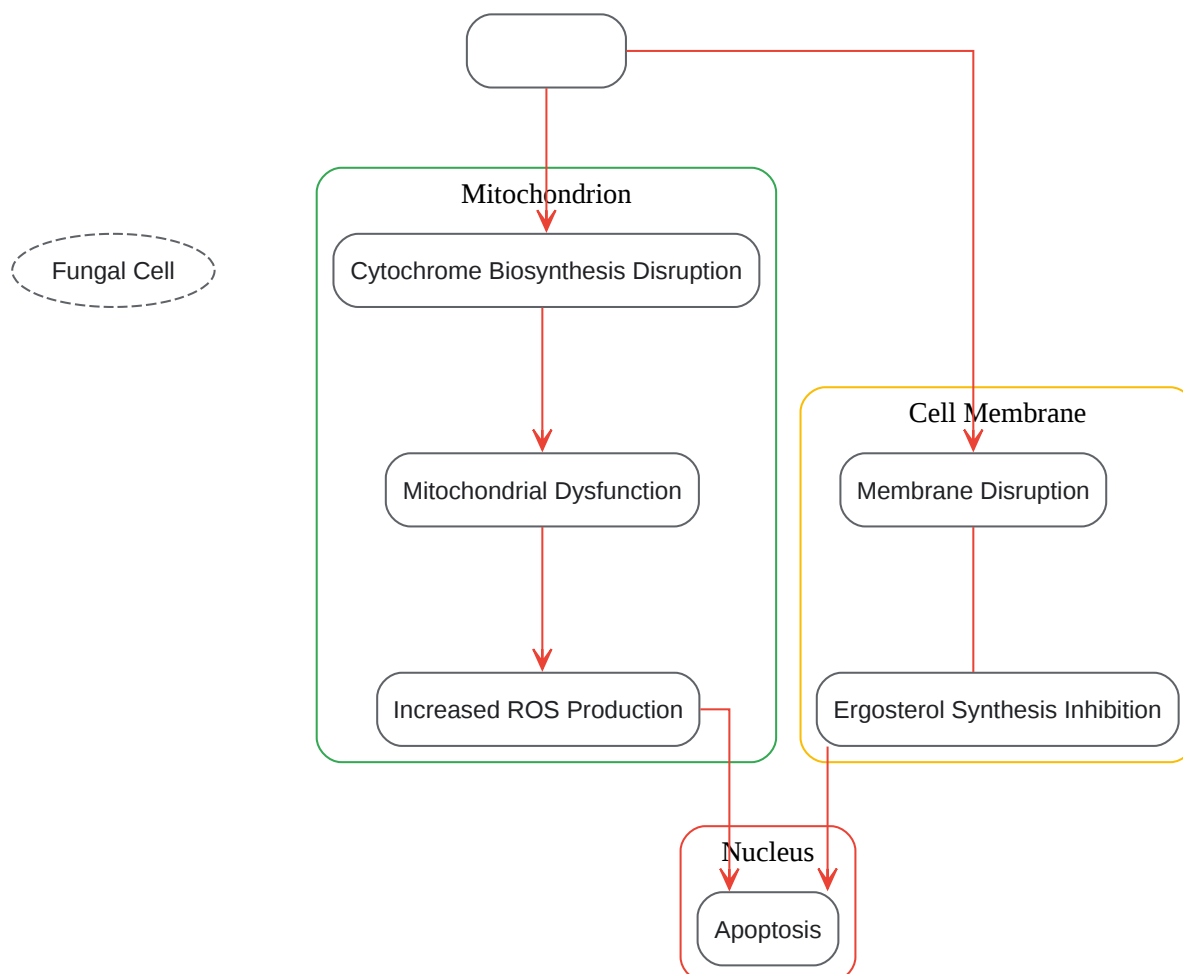 Mitochondrion
Fungal Cell
Cytochrome Biosynthesis Disruption
Cell Membrane
Mitochondrial Dysfunction
Membrane Disruption
Increased ROS Production
Ergosterol Synthesis Inhibition
Nucleus
Apoptosis